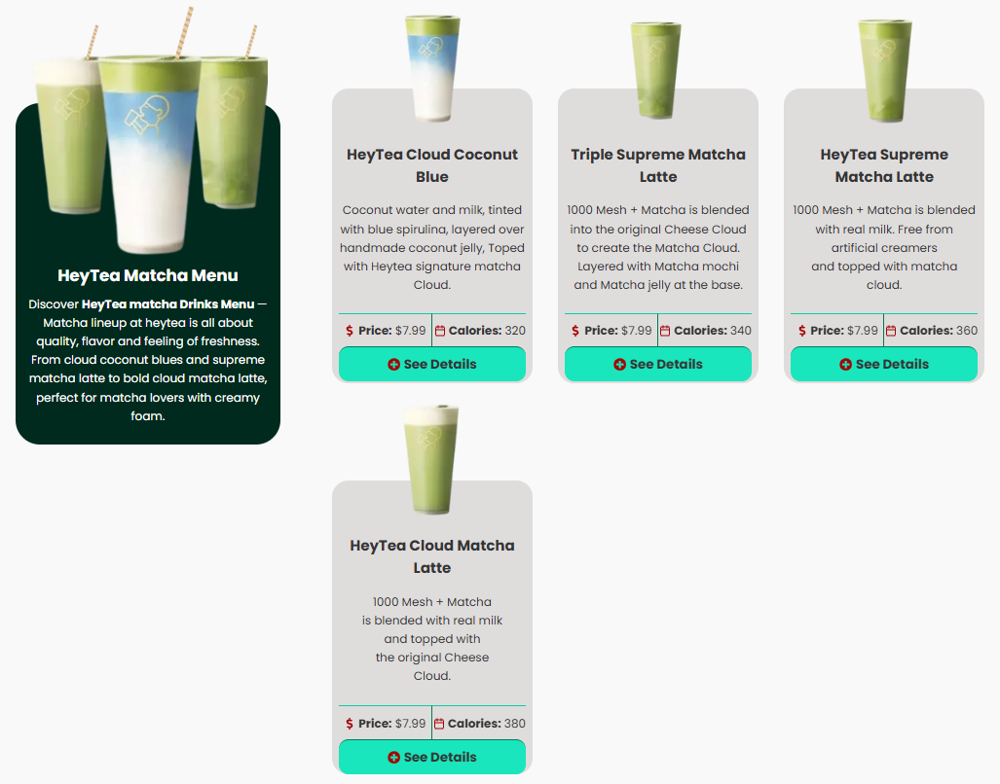 HeyTea Matcha Menu
Discover HeyTea matcha Drinks Menu —
Matcha lineup at heytea is all about
quality, flavor and feeling of freshness.
From cloud coconut blues and supreme
matcha latte to bold cloud matcha latte,
perfect for matcha lovers with creamy
foam.
HeyTea Cloud Coconut
Blue
Coconut water and milk, tinted
with blue spirulina, layered over
handmade coconut jelly, Toped
with Heytea signature matcha
Cloud.
Price: $7.99 Calories: 320
See Details
Triple Supreme Matcha
Latte
1000 Mesh + Matcha is blended
into the original Cheese Cloud
to create the Matcha Cloud.
Layered with Matcha mochi
and Matcha jelly at the base.
Price: $7.99 Calories: 340
See Details
HeyTea Supreme
Matcha Latte
1000 Mesh + Matcha is blended
with real milk. Free from
artificial creamers
and topped with matcha
cloud.
Price: $7.99 Calories: 360
See Details
HeyTea Cloud Matcha
Latte
1000 Mesh + Matcha
is blended with real milk
and topped with
the original Cheese
Cloud.
Price: $7.99 Calories: 380
See Details